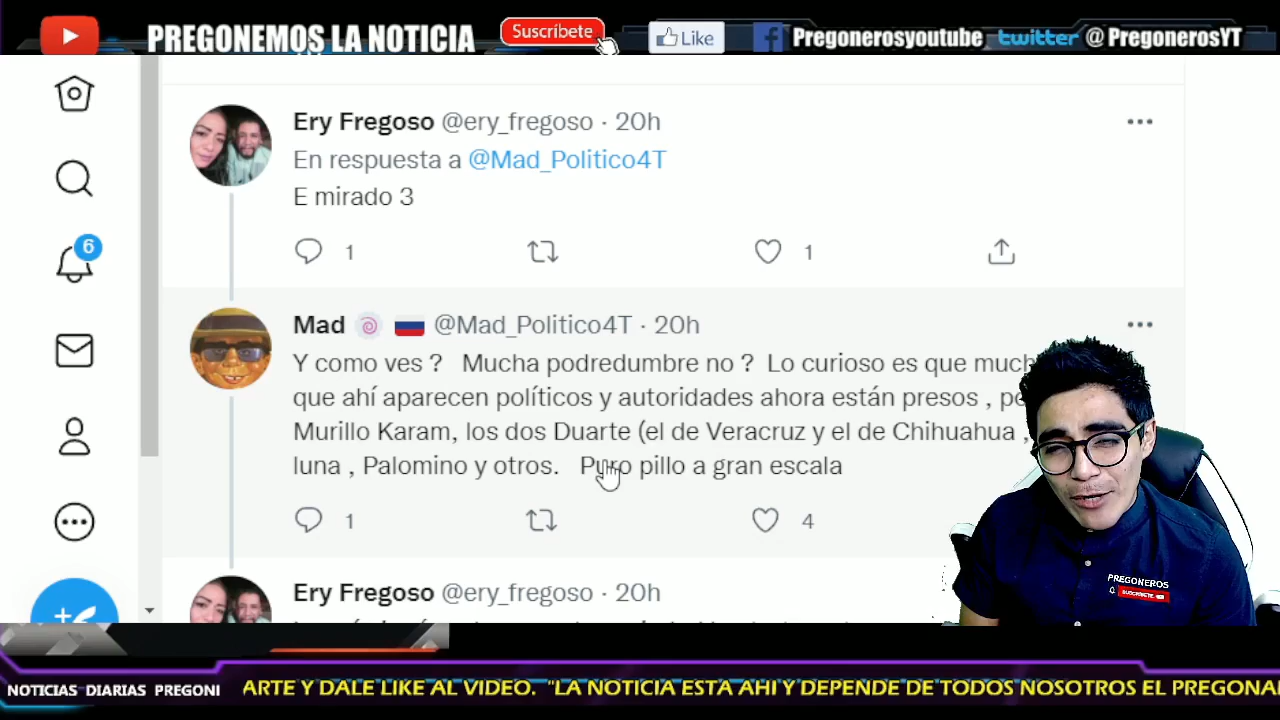 PREGONEMOS LA NOTICIA
Suscríbete
Like
Pregonerosyoutube
twitter @PregonerosYT
Ery Fregoso @ery_fregoso · 20h
En respuesta a @Mad_Politico4T
E mirado 3
1
1
6
Mad @Mad_Politico4T · 20h
Y como ves ? Mucha podredumbre no ? Lo curioso es que
que ahí aparecen políticos y autoridades ahora están presos ,
Murillo Karam, los dos Duarte (el de Veracruz y el de Chihuahua ,
luna , Palomino y otros. Puro pillo a gran escala
1
4
PREGONEROS
SUSCRIBETE
Ery Fregoso @ery_fregoso · 20h
NOTICIAS DIARIAS PREGONI
ARTE Y DALE LIKE AL VIDEO. "LA NOTICIA ESTA AHI Y DEPENDE DE TODOS NOSOTROS EL PREGONA